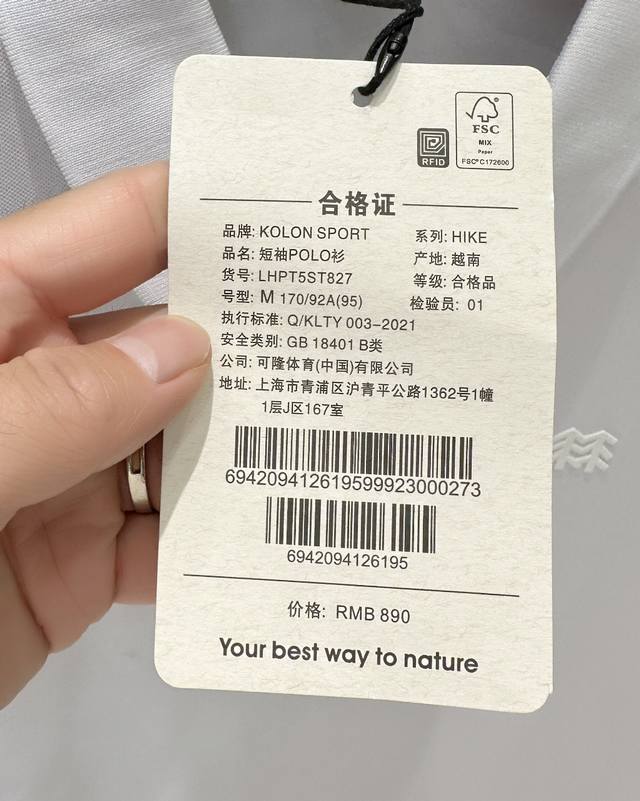 FSC
MIX
Paper
FSC® C172600
RFID
合格证
品牌: KOLON SPORT 系列: HIKE
品名: 短袖POLO衫 产地: 越南
货号: LHPT5ST827 等级: 合格品
号型: M 170/92A(95) 检验员: 01
执行标准: Q/KLTY 003-2021
安全类别: GB 18401 B类
公司: 可隆体育(中国)有限公司
地址: 上海市青浦区沪青平公路1362号1幢
1层J区167室
694209412619599923000273
6942094126195
价格: RMB 890
Your best way to nature